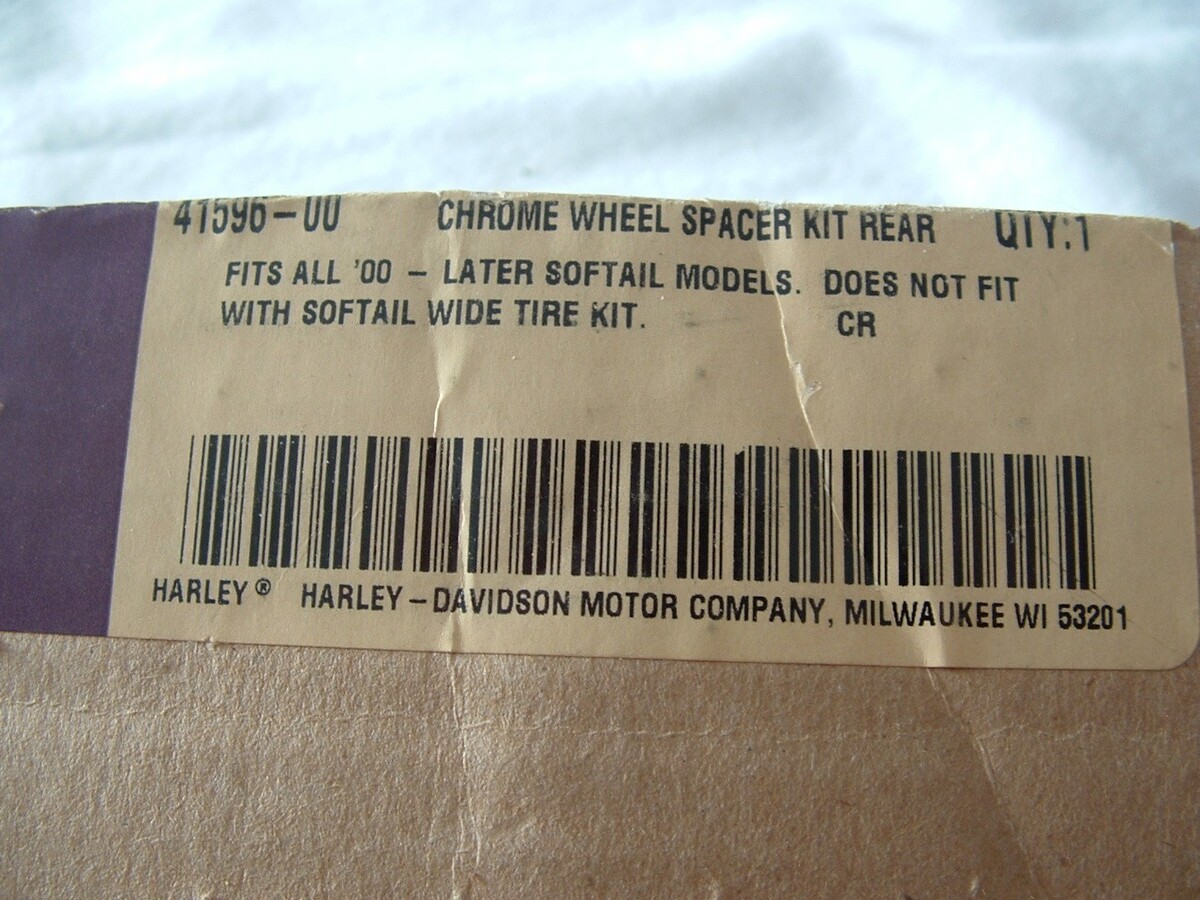 41596-00 CHROME WHEEL SPACER KIT REAR QTY:1
FITS ALL '00 - LATER SOFTAIL MODELS. DOES NOT FIT
WITH SOFTAIL WIDE TIRE KIT. CR
HARLEY® HARLEY-DAVIDSON MOTOR COMPANY, MILWAUKEE WI 53201